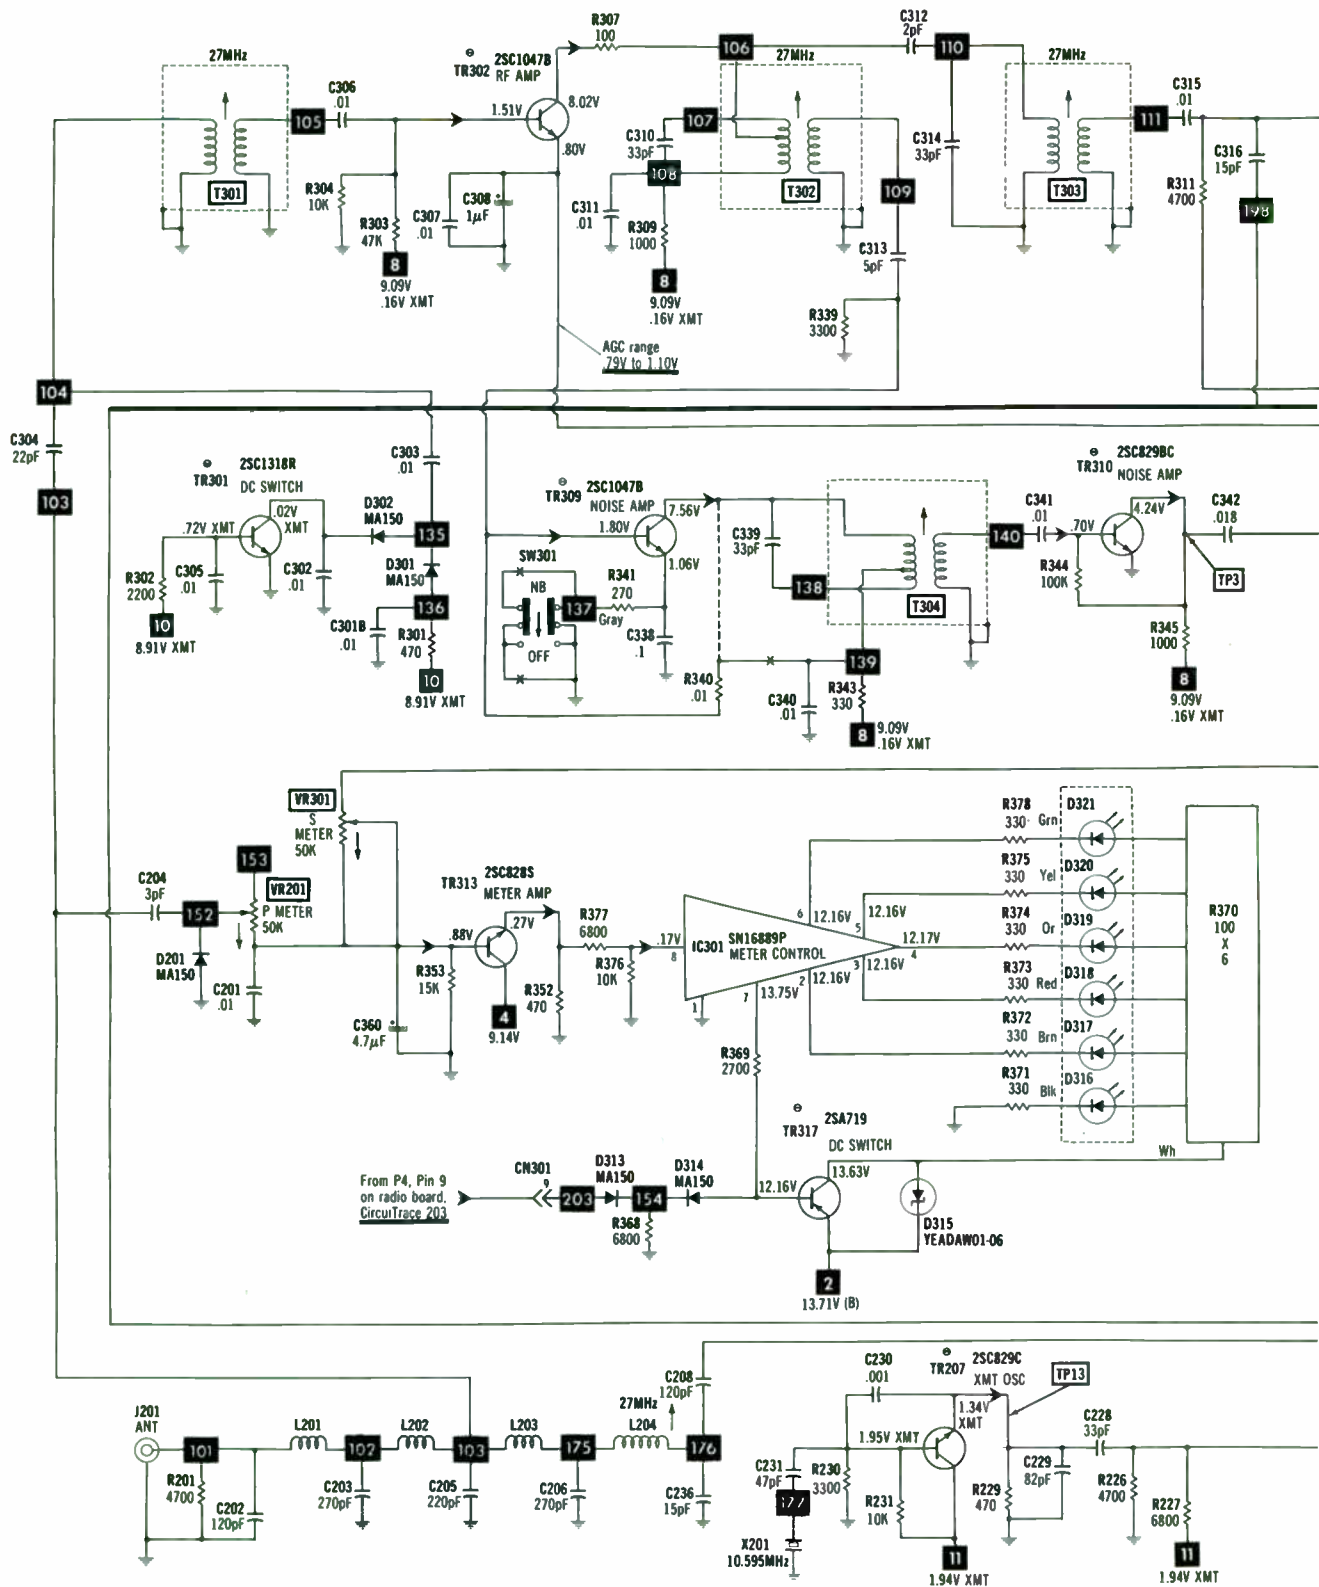 R307
100
C312
2pF
106
110
27MHz
⊖ 2SC1047B
TR302 RF AMP
27MHz
27MHz
C306
.01
105
1.51V
8.02V
.80V
107
C310
33pF
108
C314
33pF
111
C315
.01
C316
15pF
T301
R304
10K
R303
47K
8
9.09V
.16V XMT
C307
.01
C308
1µF
C311
.01
R309
1000
8
9.09V
.16V XMT
T302
109
C313
5pF
R339
3300
T303
R311
4700
198
AGC range
.79V to 1.10V
104
C304
22pF
103
⊖ 2SC1318R
TR301 DC SWITCH
.02V
XMT
.72V XMT
R302
2200
10
8.91V XMT
C305
.01
C302
.01
D302
MA150
C303
.01
135
D301
MA150
136
C301B
.01
R301
470
10
8.91V XMT
⊖ 2SC1047B
TR309 NOISE AMP
7.56V
1.80V
1.06V
SW301
NB
OFF
137
R341
270
Gray
C338
.1
R340
.01
C339
33pF
138
T304
139
C340
.01
R343
330
8
9.09V
.16V XMT
140
C341
.01
.70V
⊖ 2SC829BC
TR310 NOISE AMP
4.24V
C342
.018
TP3
R344
100K
R345
1000
8
9.09V
.16V XMT
VR301
S
METER
50K
153
VR201
P METER
50K
C204
3pF
152
D201
MA150
C201
.01
C360
4.7µF
R353
15K
.88V
2SC828S
TR313 METER AMP
.27V
4
9.14V
R352
470
R377
6800
R376
10K
.17V
8
IC301
SN16889P
METER CONTROL
1
7
13.75V
6
12.16V
5
12.16V
4
12.17V
3
12.16V
2
12.16V
R378
330 Grn
D321
R375
330 Yel
D320
R374
330 Or
D319
R373
330 Red
D318
R372
330 Brn
D317
R371
330 Blk
D316
R370
100
X
6
Wh
R369
2700
⊖ 2SA719
TR317 DC SWITCH
13.63V
12.16V
From P4, Pin 9
on radio board.
CircuiTrace 203
CN301
9
203
D313
MA150
154
D314
MA150
R368
6800
D315
YEADAW01-06
2
13.71V (B)
J201
ANT
101
R201
4700
C202
120pF
L201
102
C203
270pF
L202
103
C205
220pF
L203
175
C206
270pF
27MHz
L204
C208
120pF
176
C236
15pF
C230
.001
⊖ 2SC829C
TR207 XMT OSC
1.34V
XMT
1.95V XMT
TP13
C231
47pF
177
X201
10.595MHz
R230
3300
R231
10K
11
1.94V XMT
R229
470
C229
82pF
C228
33pF
R226
4700
R227
6800
11
1.94V XMT